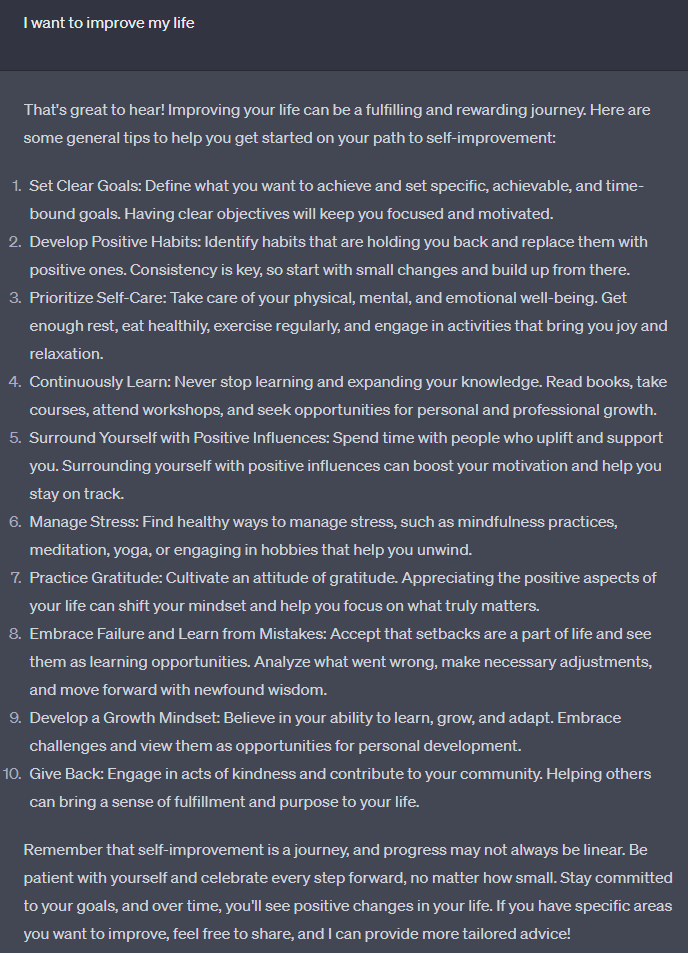 I want to improve my life
That's great to hear! Improving your life can be a fulfilling and rewarding journey. Here are
some general tips to help you get started on your path to self-improvement:
1. Set Clear Goals: Define what you want to achieve and set specific, achievable, and time-
bound goals. Having clear objectives will keep you focused and motivated.
2. Develop Positive Habits: Identify habits that are holding you back and replace them with
positive ones. Consistency is key, so start with small changes and build up from there.
3. Prioritize Self-Care: Take care of your physical, mental, and emotional well-being. Get
enough rest, eat healthily, exercise regularly, and engage in activities that bring you joy and
relaxation.
4. Continuously Learn: Never stop learning and expanding your knowledge. Read books, take
courses, attend workshops, and seek opportunities for personal and professional growth.
5. Surround Yourself with Positive Influences: Spend time with people who uplift and support
you. Surrounding yourself with positive influences can boost your motivation and help you
stay on track.
6. Manage Stress: Find healthy ways to manage stress, such as mindfulness practices,
meditation, yoga, or engaging in hobbies that help you unwind.
7. Practice Gratitude: Cultivate an attitude of gratitude. Appreciating the positive aspects of
your life can shift your mindset and help you focus on what truly matters.
8. Embrace Failure and Learn from Mistakes: Accept that setbacks are a part of life and see
them as learning opportunities. Analyze what went wrong, make necessary adjustments,
and move forward with newfound wisdom.
9. Develop a Growth Mindset: Believe in your ability to learn, grow, and adapt. Embrace
challenges and view them as opportunities for personal development.
10. Give Back: Engage in acts of kindness and contribute to your community. Helping others
can bring a sense of fulfillment and purpose to your life.
Remember that self-improvement is a journey, and progress may not always be linear. Be
patient with yourself and celebrate every step forward, no matter how small. Stay committed
to your goals, and over time, you'll see positive changes in your life. If you have specific areas
you want to improve, feel free to share, and I can provide more tailored advice!